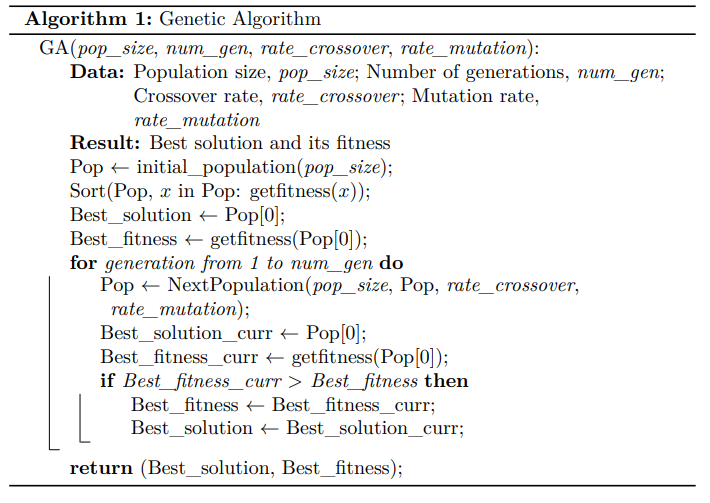 Algorithm 1: Genetic Algorithm
GA(pop_size, num_gen, rate_crossover, rate_mutation):
Data: Population size, pop_size; Number of generations, num_gen;
Crossover rate, rate_crossover; Mutation rate,
rate_mutation
Result: Best solution and its fitness
Pop ← initial_population(pop_size);
Sort(Pop, x in Pop: getfitness(x));
Best_solution ← Pop[0];
Best_fitness ← getfitness(Pop[0]);
for generation from 1 to num_gen do
Pop ← NextPopulation(pop_size, Pop, rate_crossover,
rate_mutation);
Best_solution_curr ← Pop[0];
Best_fitness_curr ← getfitness(Pop[0]);
if Best_fitness_curr > Best_fitness then
Best_fitness ← Best_fitness_curr;
Best_solution ← Best_solution_curr;
return (Best_solution, Best_fitness);